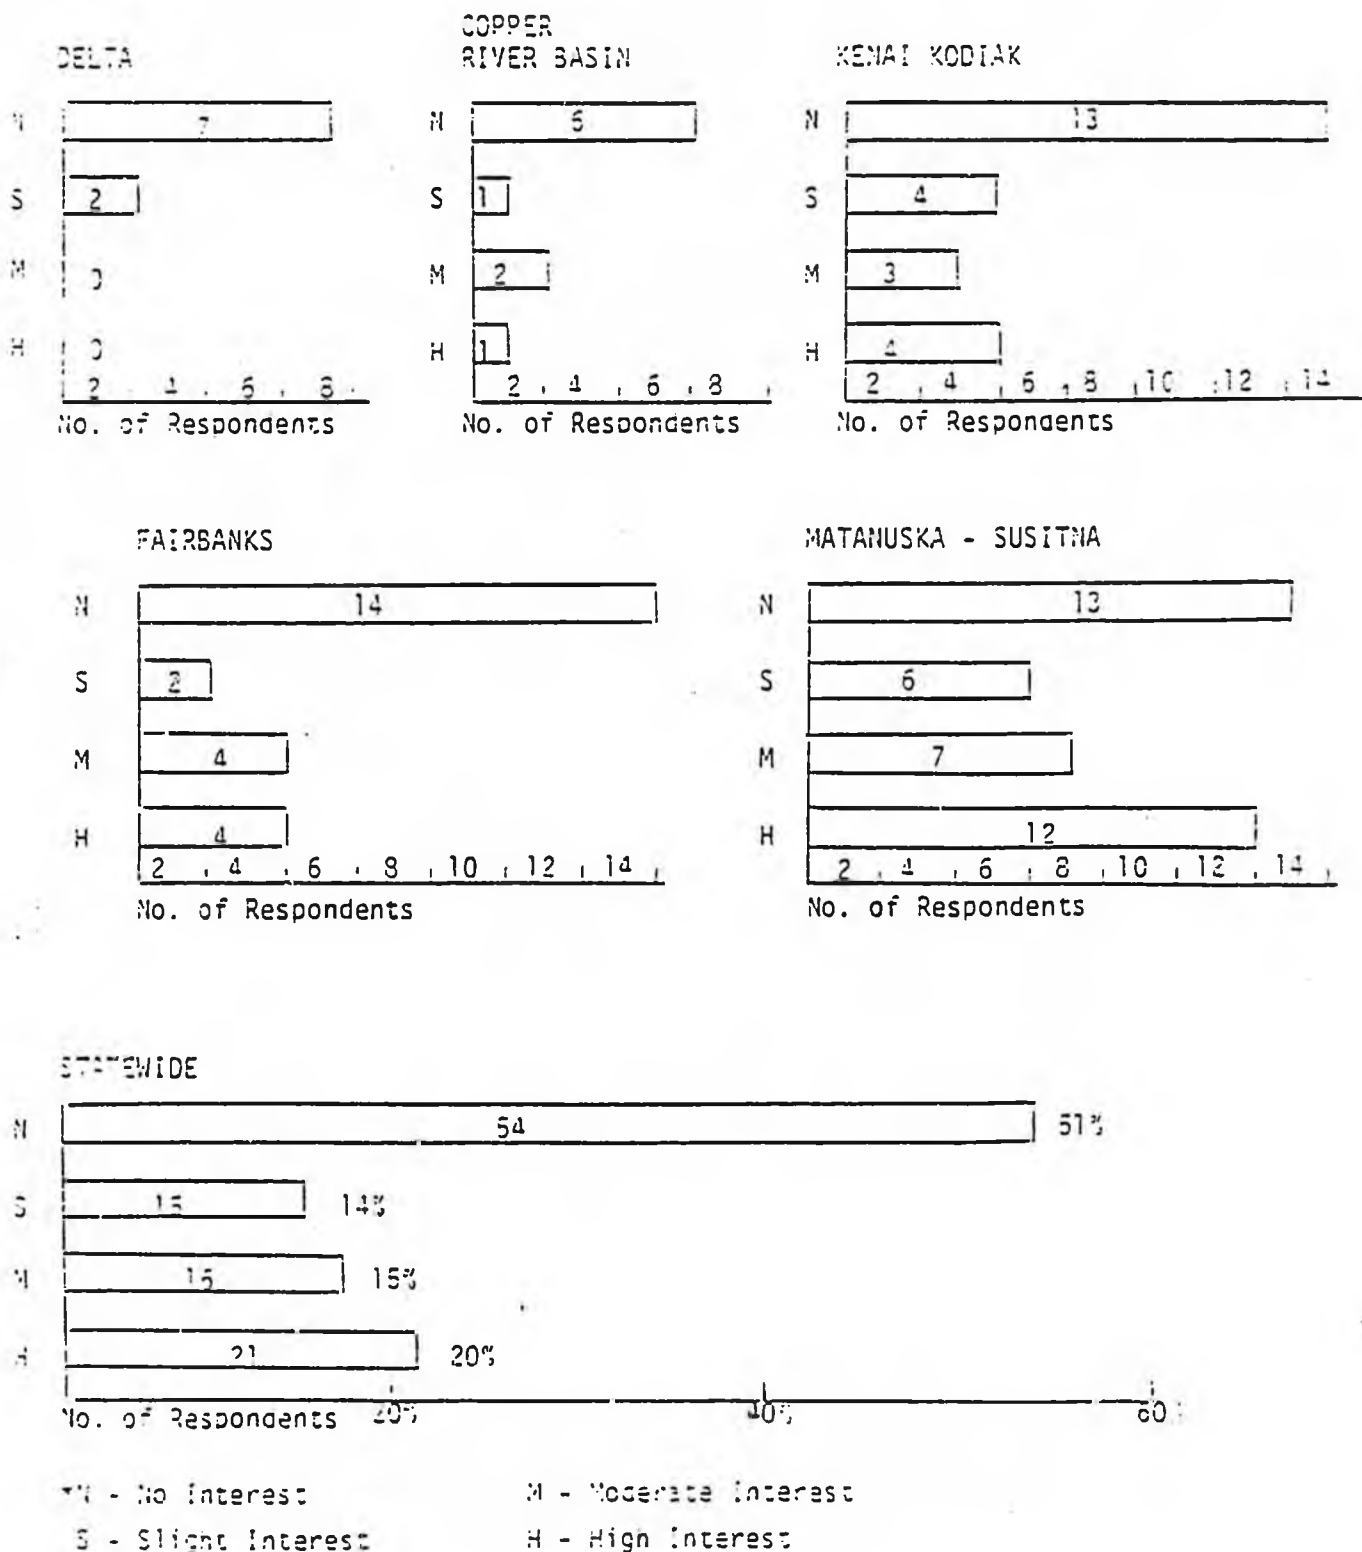 DELTA
N 7
S 2
M 0
H 0
2 4 6 8
No. of Respondents
COPPER
RIVER BASIN
N 6
S 1
M 2
H 1
2 4 6 8
No. of Respondents
KENAI KODIAK
N 13
S 4
M 3
H 4
2 4 6 8 10 12 14
No. of Respondents
FAIRBANKS
N 14
S 2
M 4
H 4
2 4 6 8 10 12 14
No. of Respondents
MATANUSKA - SUSITNA
N 13
S 6
M 7
H 12
2 4 6 8 10 12 14
No. of Respondents
STATEWIDE
N 54 51%
S 15 14%
M
H 21 20%
No. of Respondents 20% 40% 60%
*N - No Interest M - Moderate Interest
S - Slight Interest H - High Interest